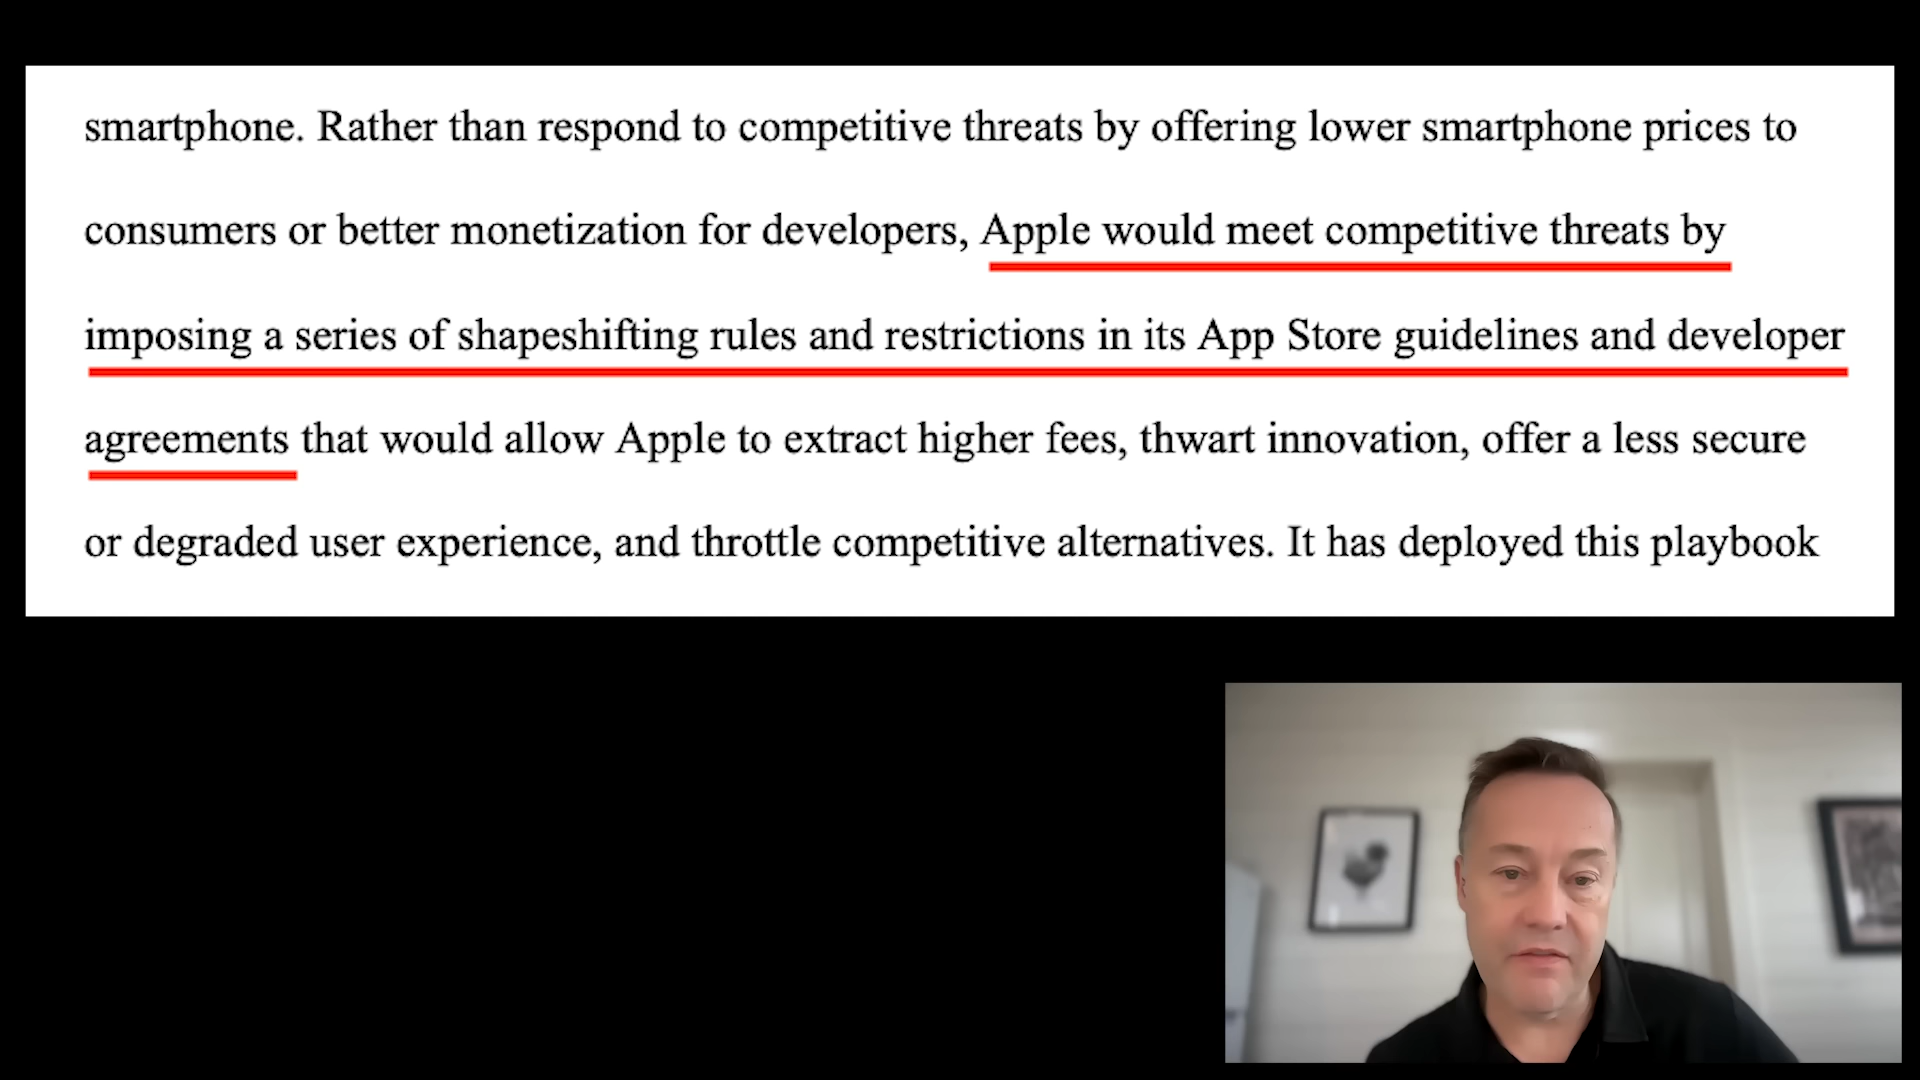 smartphone. Rather than respond to competitive threats by offering lower smartphone prices to
consumers or better monetization for developers, Apple would meet competitive threats by
imposing a series of shapeshifting rules and restrictions in its App Store guidelines and developer
agreements that would allow Apple to extract higher fees, thwart innovation, offer a less secure
or degraded user experience, and throttle competitive alternatives. It has deployed this playbook